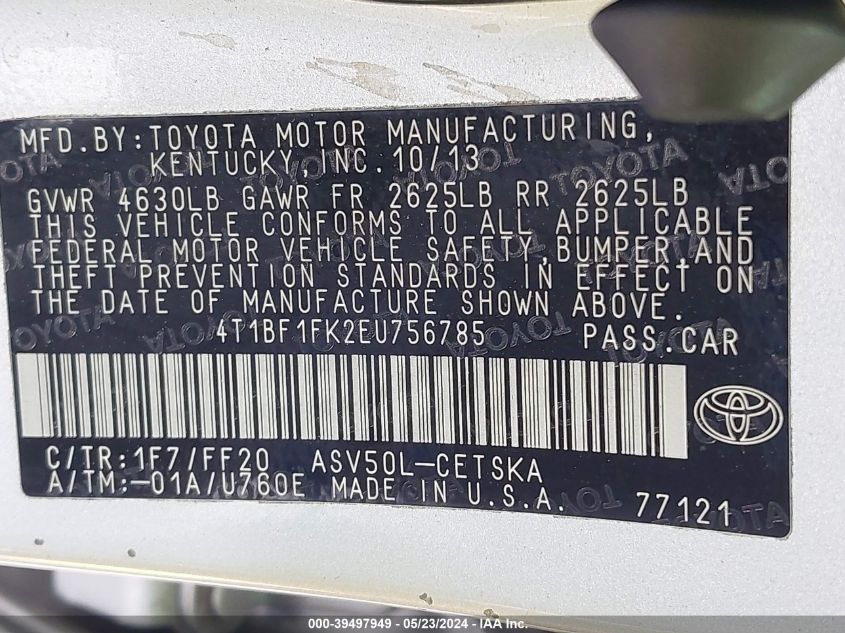 MFD.BY:TOYOTA MOTOR MANUFACTURING,
KENTUCKY, INC. 10/13
GVWR 4630LB GAWR FR 2625LB RR 2625LB
THIS VEHICLE CONFORMS TO ALL APPLICABLE
FEDERAL MOTOR VEHICLE SAFETY,BUMPER,AND
THEFT PREVENTION STANDARDS IN EFFECT ON
THE DATE OF MANUFACTURE SHOWN ABOVE.
4T1BF1FK2EU756785 PASS.CAR
C/TR:1F7/FF20 ASV50L-CETSKA
A/TM:-01A/U760E MADE IN U.S.A.
77121
000-39497949 - 05/23/2024 - IAA Inc.